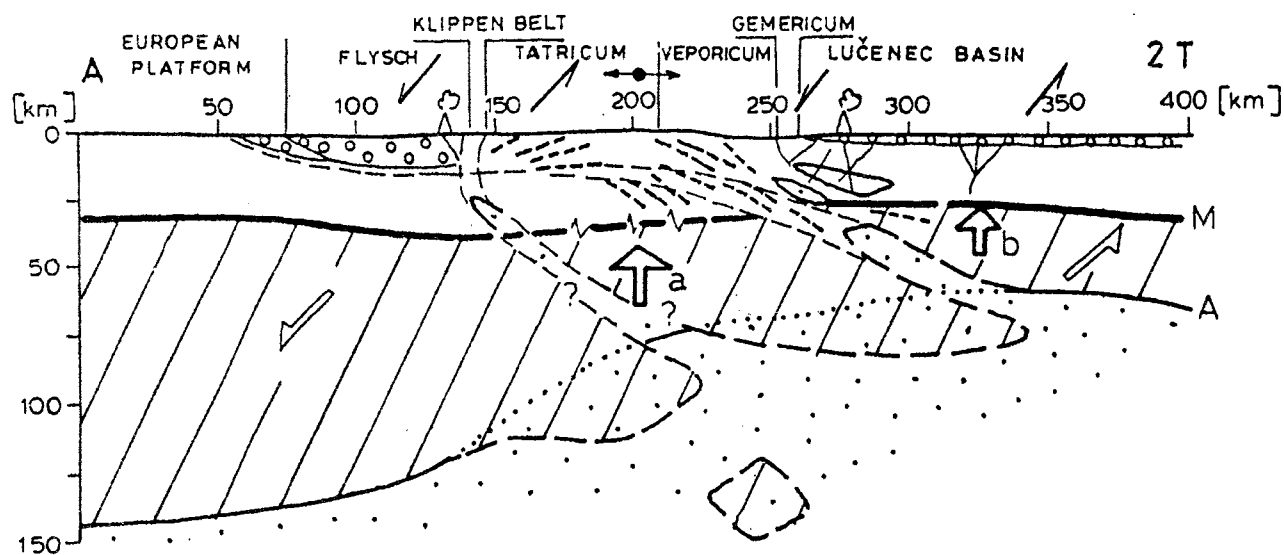 KLIPPEN BELT
GEMERICUM
EUROPEAN
PLATFORM
FLYSCH
TATRICUM
VEPORICUM
LUČENEC BASIN
A
2T
[km]
50
100
150
200
250
300
350
400 [km]
0
50
100
150
M
A
a
b
?
?